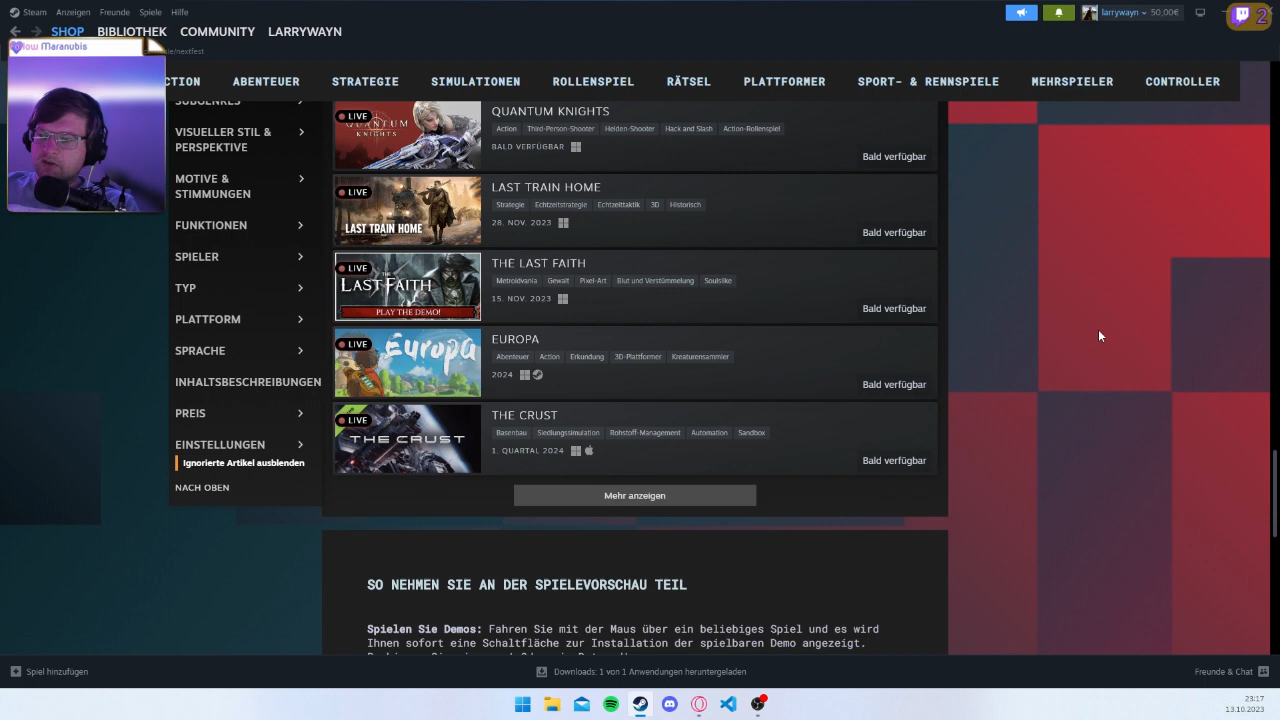 Steam Anzeigen Freunde Spiele Hilfe
larrywayn 50,00€
2
SHOP BIBLIOTHEK COMMUNITY LARRYWAYN
Maranubis
le/nextfest
CTION ABENTEUER STRATEGIE SIMULATIONEN ROLLENSPIEL RÄTSEL PLATTFORMER SPORT- & RENNSPIELE MEHRSPIELER CONTROLLER
SUBGENRES
VISUELLER STIL &
PERSPEKTIVE
MOTIVE &
STIMMUNGEN
FUNKTIONEN
SPIELER
TYP
PLATTFORM
SPRACHE
INHALTSBESCHREIBUNGEN
PREIS
EINSTELLUNGEN
Ignorierte Artikel ausblenden
NACH OBEN
LIVE
QUANTUM
KNIGHTS
QUANTUM KNIGHTS
Action Third-Person-Shooter Helden-Shooter Hack and Slash Action-Rollenspiel
BALD VERFÜGBAR
Bald verfügbar
LIVE
LAST TRAIN HOME
LAST TRAIN HOME
Strategie Echtzeitstrategie Echtzeittaktik 3D Historisch
28. NOV. 2023
Bald verfügbar
LIVE
THE
LAST FAITH
PLAY THE DEMO!
THE LAST FAITH
Metroidvania Gewalt Pixel-Art Blut und Verstümmelung Soulslike
15. NOV. 2023
Bald verfügbar
LIVE
Europa
EUROPA
Abenteuer Action Erkundung 3D-Plattformer Kreaturensammler
2024
Bald verfügbar
LIVE
THE CRUST
THE CRUST
Basenbau Siedlungssimulation Rohstoff-Management Automation Sandbox
1. QUARTAL 2024
Bald verfügbar
Mehr anzeigen
SO NEHMEN SIE AN DER SPIELEVORSCHAU TEIL
Spielen Sie Demos: Fahren Sie mit der Maus über ein beliebiges Spiel und es wird
Ihnen sofort eine Schaltfläche zur Installation der spielbaren Demo angezeigt.
Spiel hinzufügen
Downloads: 1 von 1 Anwendungen heruntergeladen
Freunde & Chat
23:17
13.10.2023